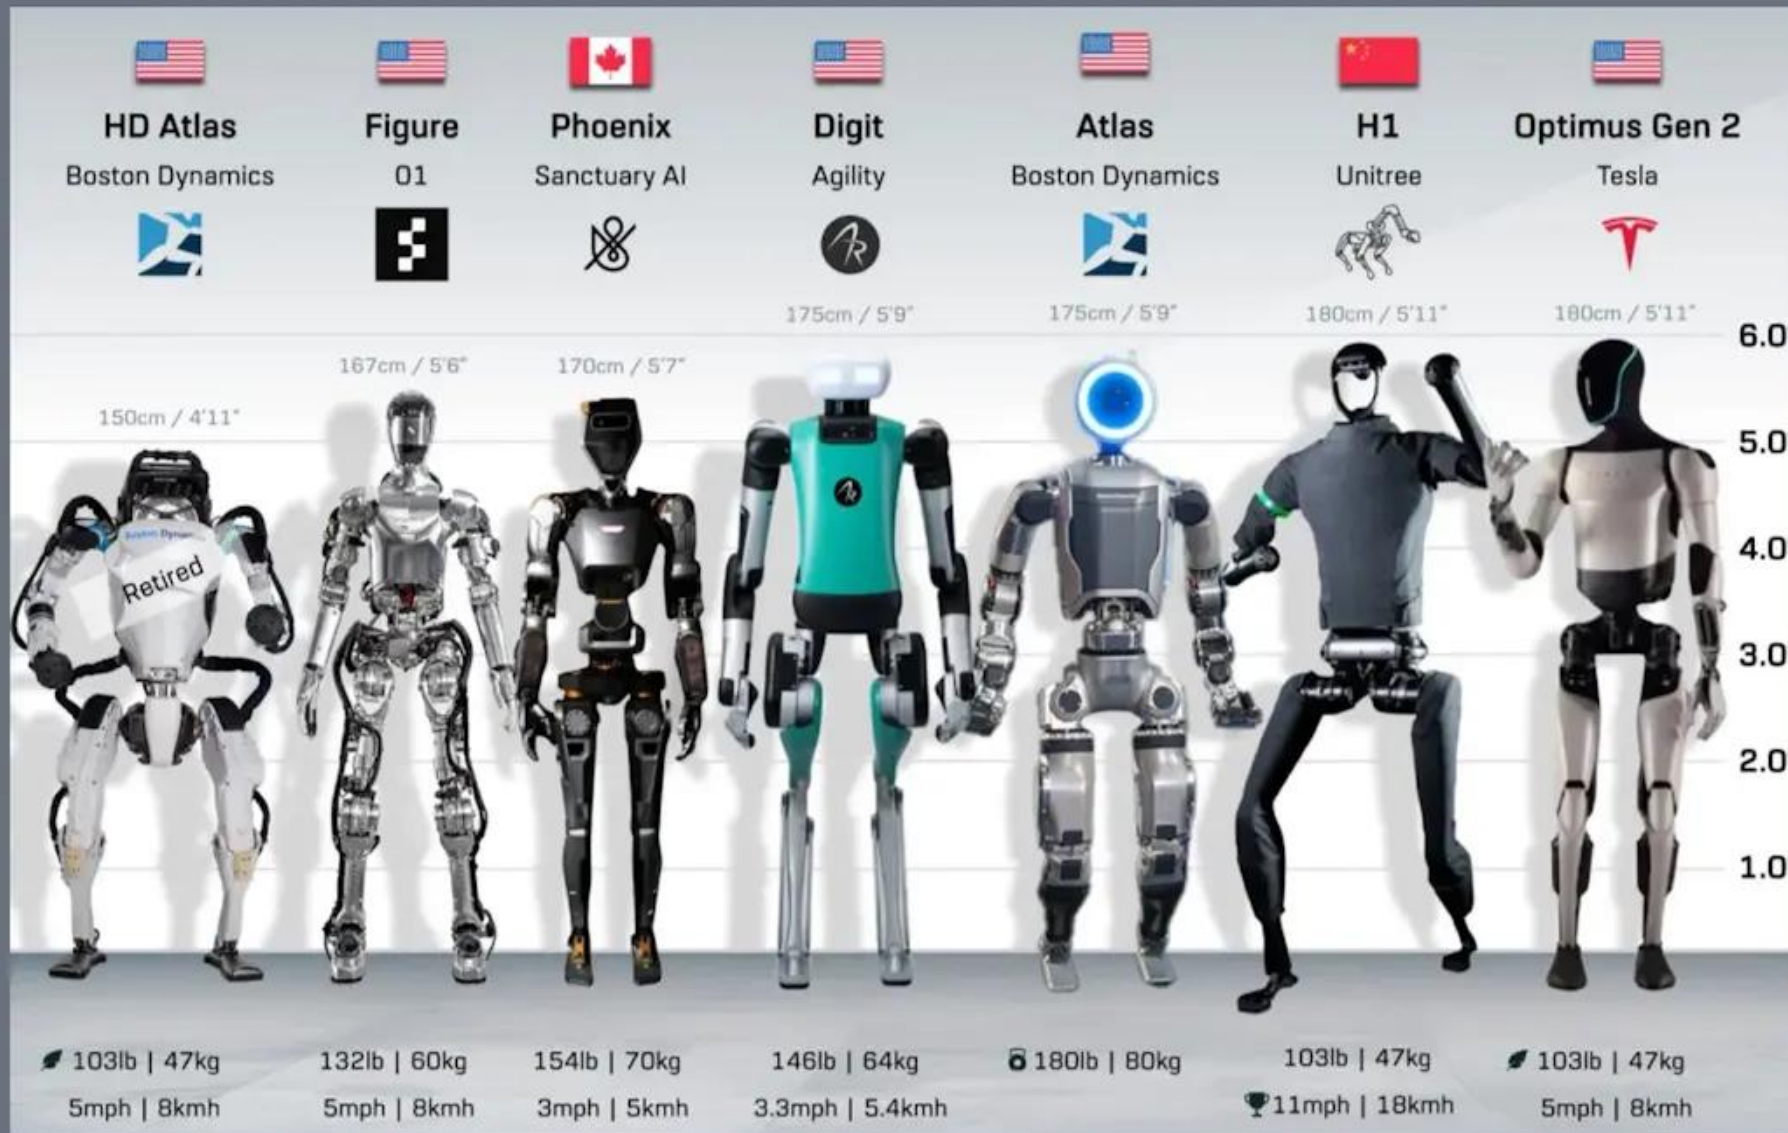 HD Atlas
Boston Dynamics
150cm / 4'11"
Boston Dynam
Retired
103lb | 47kg
5mph | 8kmh
Figure
01
167cm / 5'6"
132lb | 60kg
5mph | 8kmh
Phoenix
Sanctuary AI
170cm / 5'7"
154lb | 70kg
3mph | 5kmh
Digit
Agility
AR
175cm / 5'9"
AR
146lb | 64kg
3.3mph | 5.4kmh
Atlas
Boston Dynamics
175cm / 5'9"
180lb | 80kg
H1
Unitree
180cm / 5'11"
103lb | 47kg
11mph | 18kmh
Optimus Gen 2
Tesla
180cm / 5'11"
103lb | 47kg
5mph | 8kmh
6.0
5.0
4.0
3.0
2.0
1.0